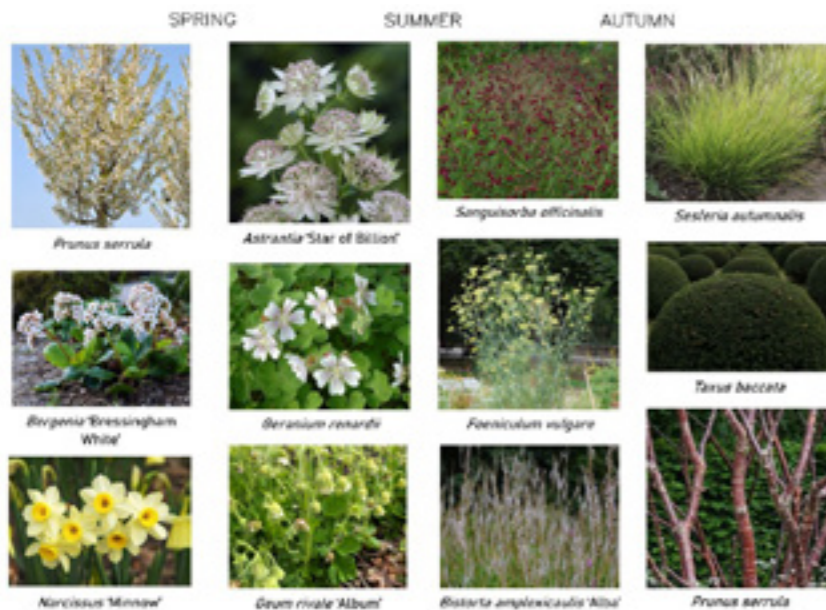 SPRING SUMMER AUTUMN
Prunus serrula
Astrantia 'Star of Billion'
Sanguisorba officinalis
Sesleria autumnalis
Bergenia 'Bressingham
White'
Geranium renardii
Foeniculum vulgare
Taxus baccata
Narcissus 'Minnow'
Geum rivale 'Album'
Bistorta amplexicaulis 'Alba'
Prunus serrula